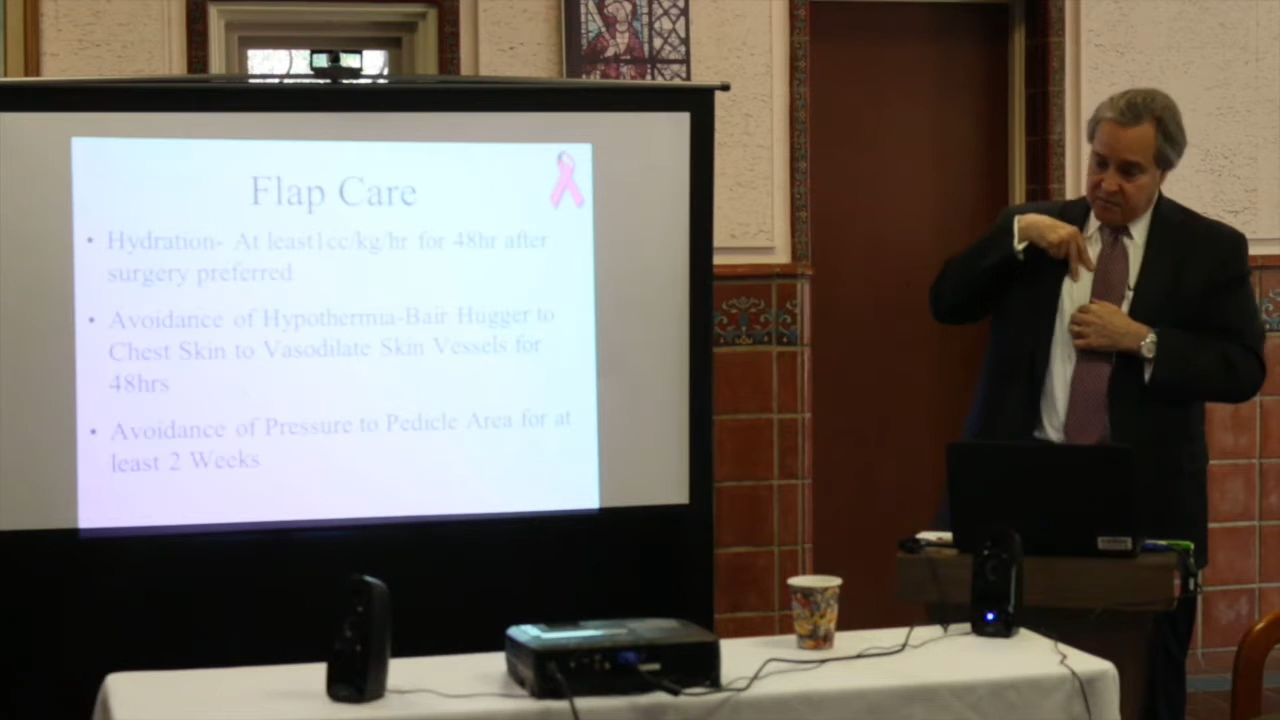 Flap Care
• Hydration- At least1cc/kg/hr for 48hr after
surgery preferred
• Avoidance of Hypothermia-Bair Hugger to
Chest Skin to Vasodilate Skin Vessels for
48hrs
• Avoidance of Pressure to Pedicle Area for at
least 2 Weeks